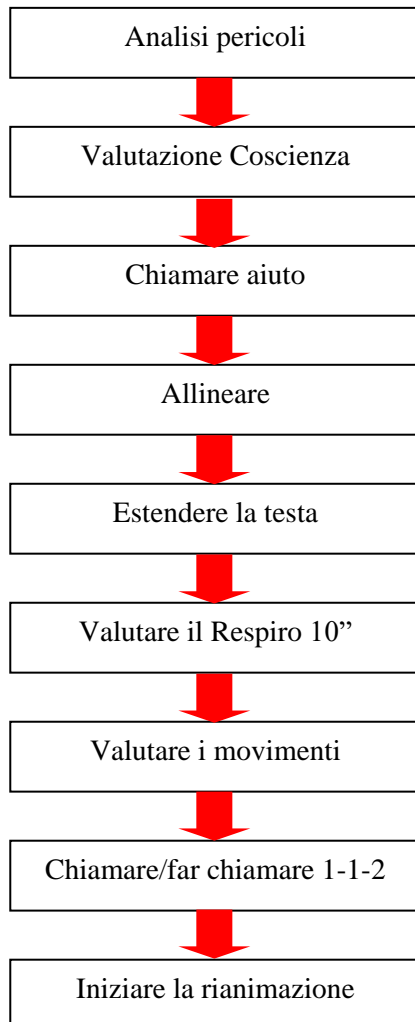 Analisi pericoli
Valutazione Coscienza
Chiamare aiuto
Allineare
Estendere la testa
Valutare il Respiro 10”
Valutare i movimenti
Chiamare/far chiamare 1-1-2
Iniziare la rianimazione